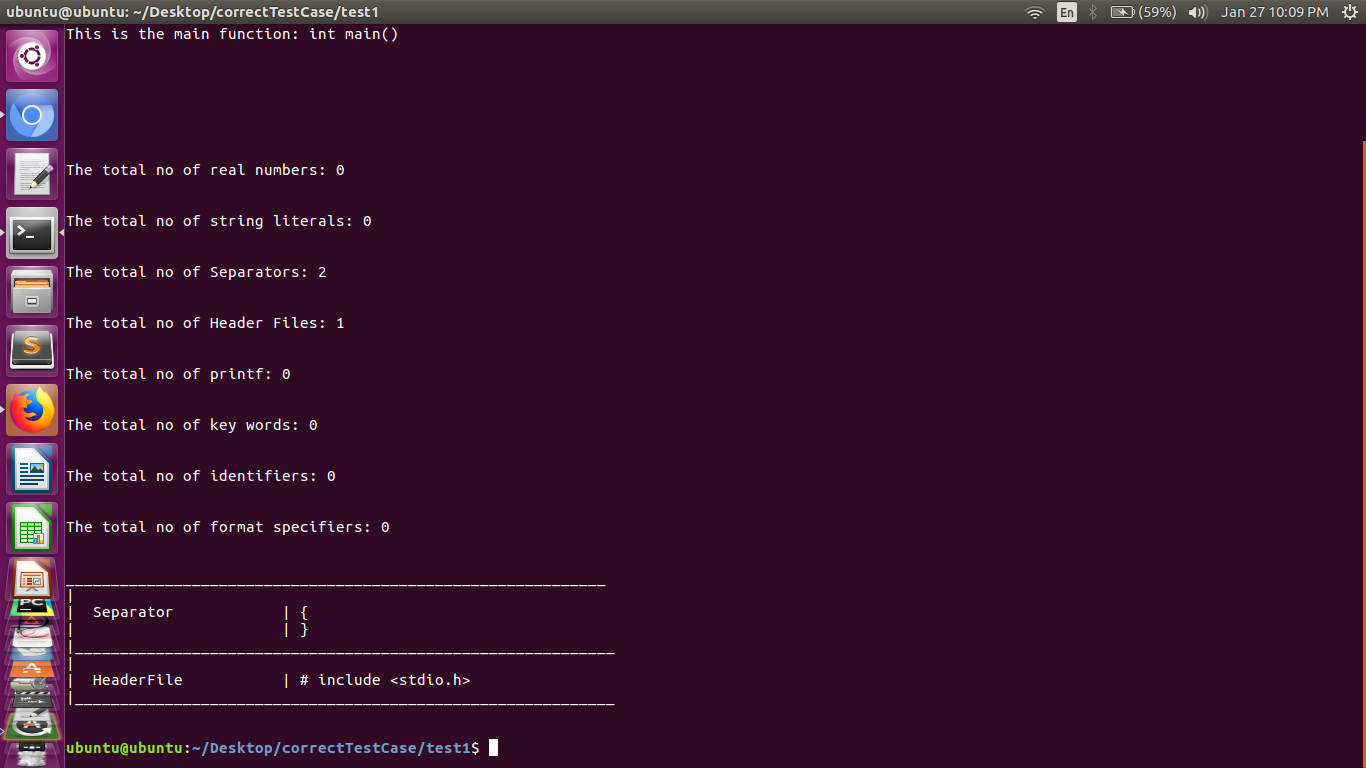 ubuntu@ubuntu: ~/Desktop/correctTestCase/test1 En (59%) Jan 27 10:09 PM
This is the main function: int main()
The total no of real numbers: 0
The total no of string literals: 0
The total no of Separators: 2
The total no of Header Files: 1
The total no of printf: 0
The total no of key words: 0
The total no of identifiers: 0
The total no of format specifiers: 0
____________________________________________________________
|
|  Separator            | {
|                       | }
|____________________________________________________________
|
|  HeaderFile           | # include <stdio.h>
|____________________________________________________________
ubuntu@ubuntu:~/Desktop/correctTestCase/test1$
S
PC